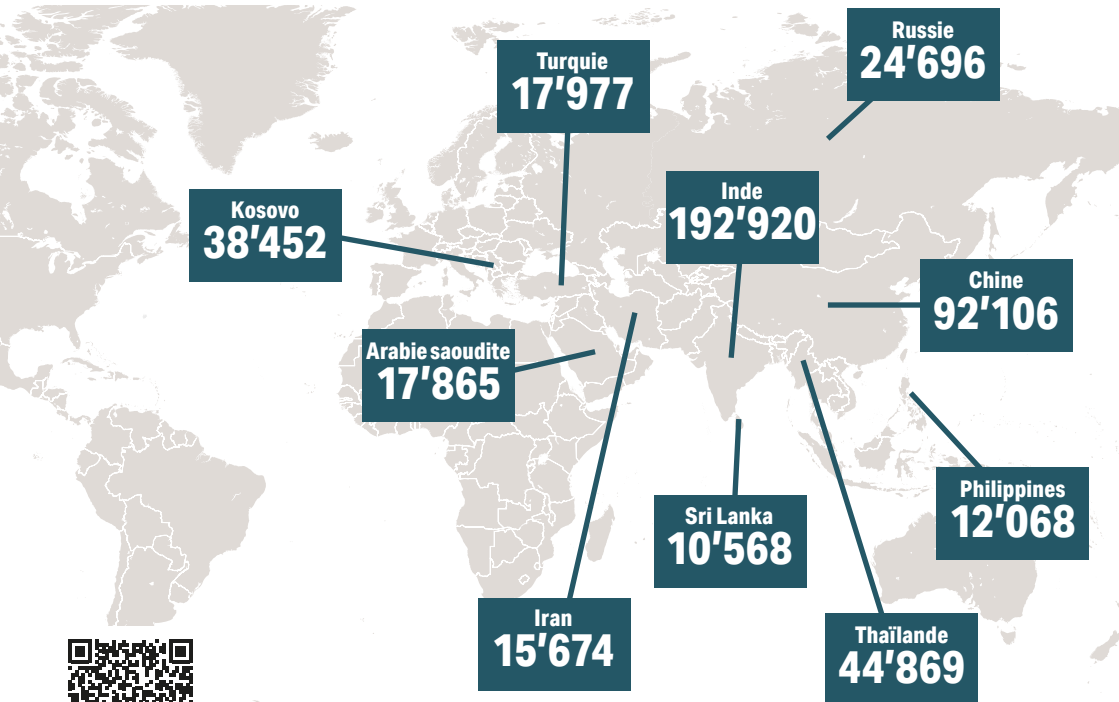 Russie
24'696
Turquie
17'977
Inde
192'920
Kosovo
38'452
Chine
92'106
Arabie saoudite
17'865
Philippines
12'068
Sri Lanka
10'568
Iran
15'674
Thaïlande
44'869